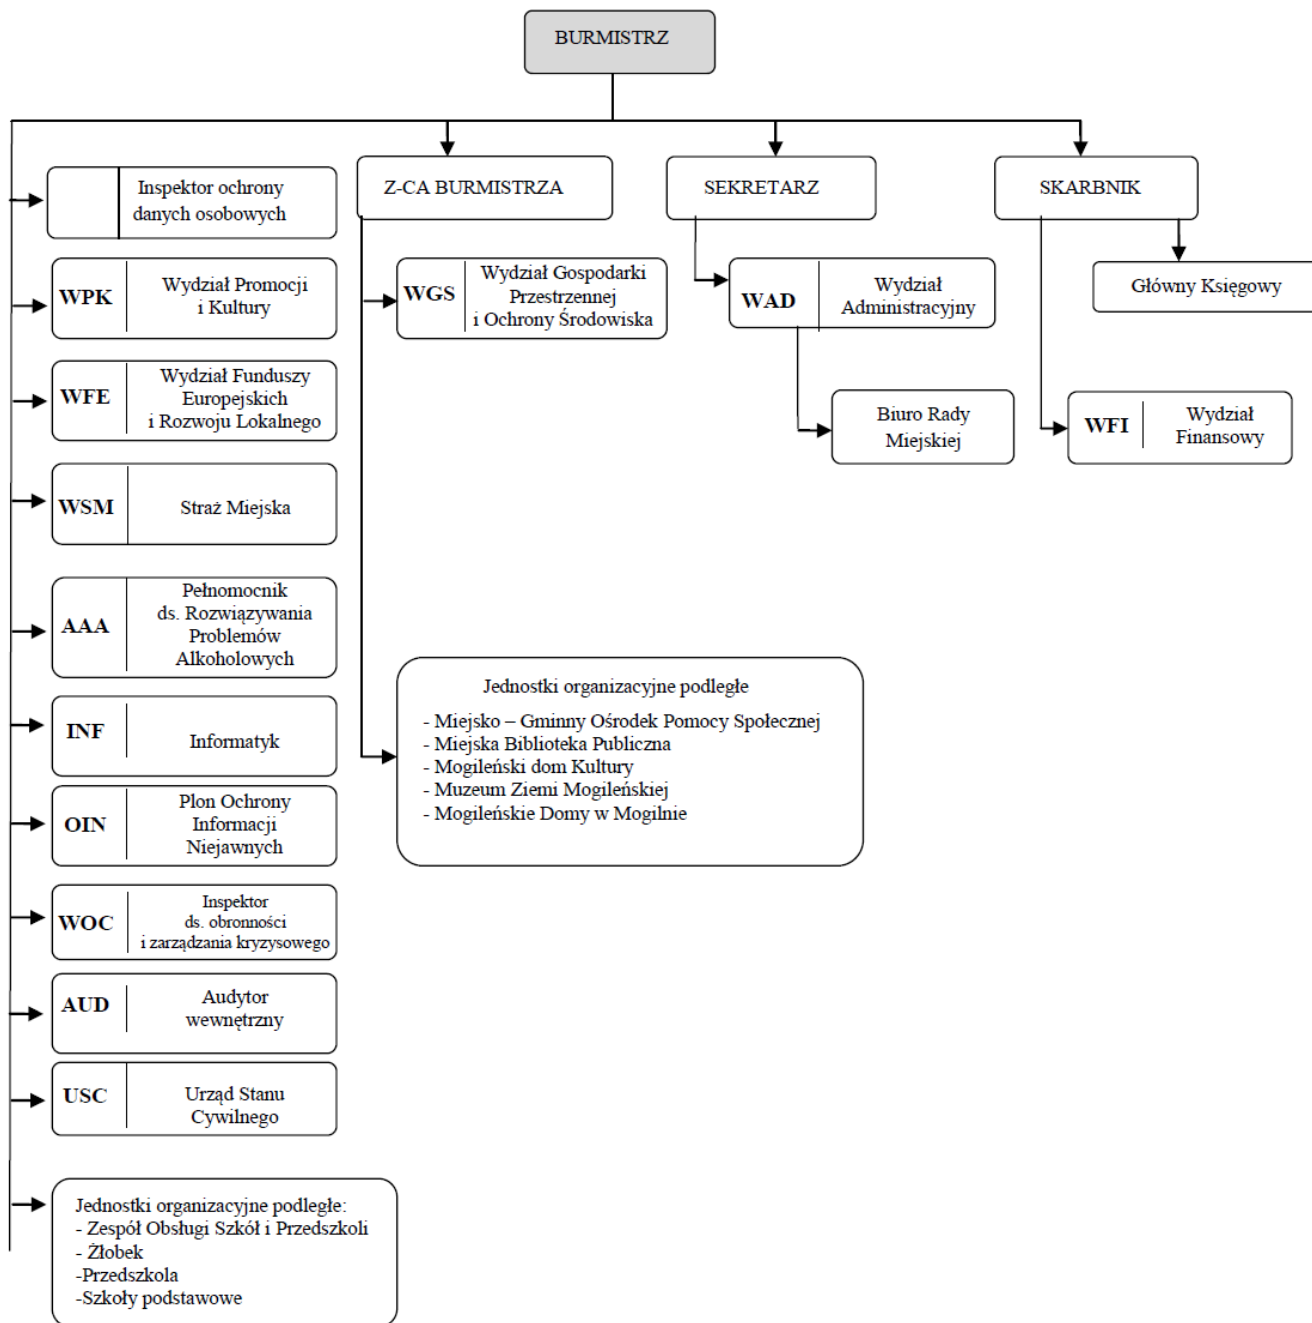 BURMISTRZ
Z-CA BURMISTRZA
SEKRETARZ
SKARBNIK
Inspektor ochrony
danych osobowych
WPK
Wydział Promocji
i Kultury
WFE
Wydział Funduszy
Europejskich
i Rozwoju Lokalnego
WSM
Straż Miejska
AAA
Pełnomocnik
ds. Rozwiązywania
Problemów
Alkoholowych
INF
Informatyk
OIN
Plon Ochrony
Informacji
Niejawnych
WOC
Inspektor
ds. obronności
i zarządzania kryzysowego
AUD
Audytor
wewnętrzny
USC
Urząd Stanu
Cywilnego
Jednostki organizacyjne podległe:
- Zespół Obsługi Szkół i Przedszkoli
- Żłobek
-Przedszkola
-Szkoły podstawowe
WGS
Wydział Gospodarki
Przestrzennej
i Ochrony Środowiska
Jednostki organizacyjne podległe
- Miejsko – Gminny Ośrodek Pomocy Społecznej
- Miejska Biblioteka Publiczna
- Mogileński dom Kultury
- Muzeum Ziemi Mogileńskiej
- Mogileńskie Domy w Mogilnie
WAD
Wydział
Administracyjny
Biuro Rady
Miejskiej
Główny Księgowy
WFI
Wydział
Finansowy